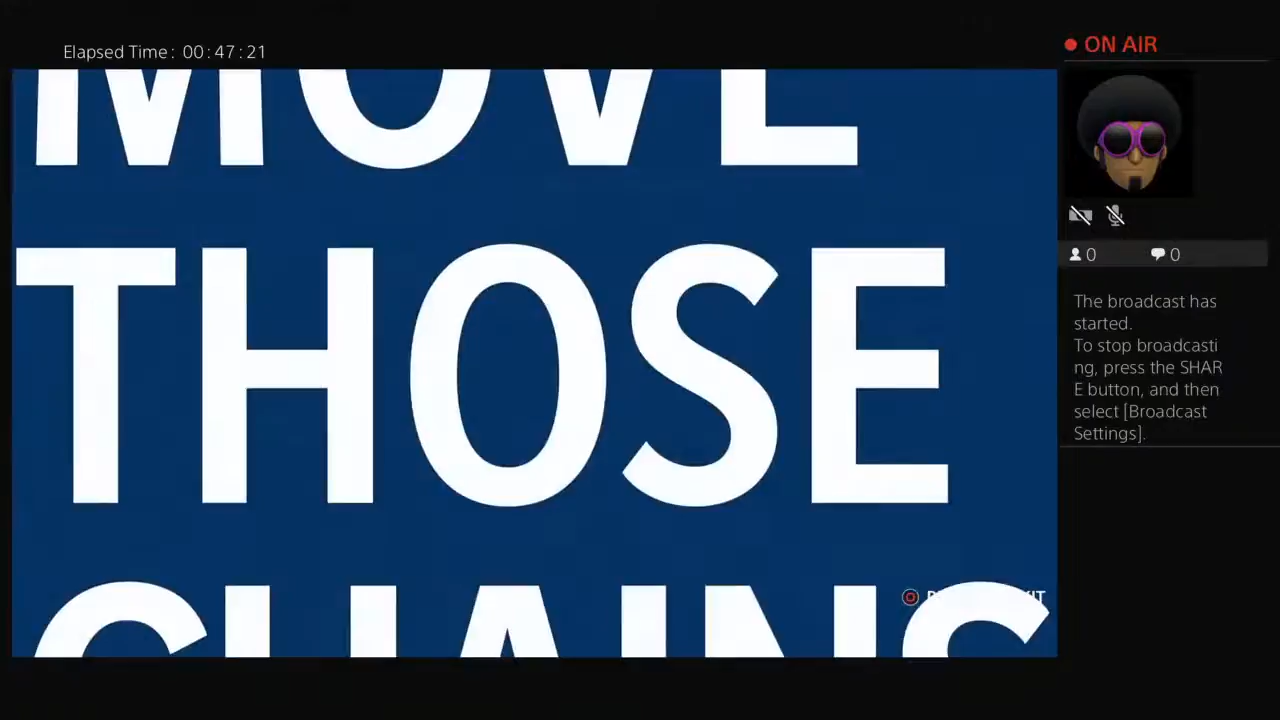 Elapsed Time: 00:47:21
ON AIR
MOVE
THOSE
CHAINS
0
0
The broadcast has
started.
To stop broadcasti
ng, press the SHAR
E button, and then
select [Broadcast
Settings].